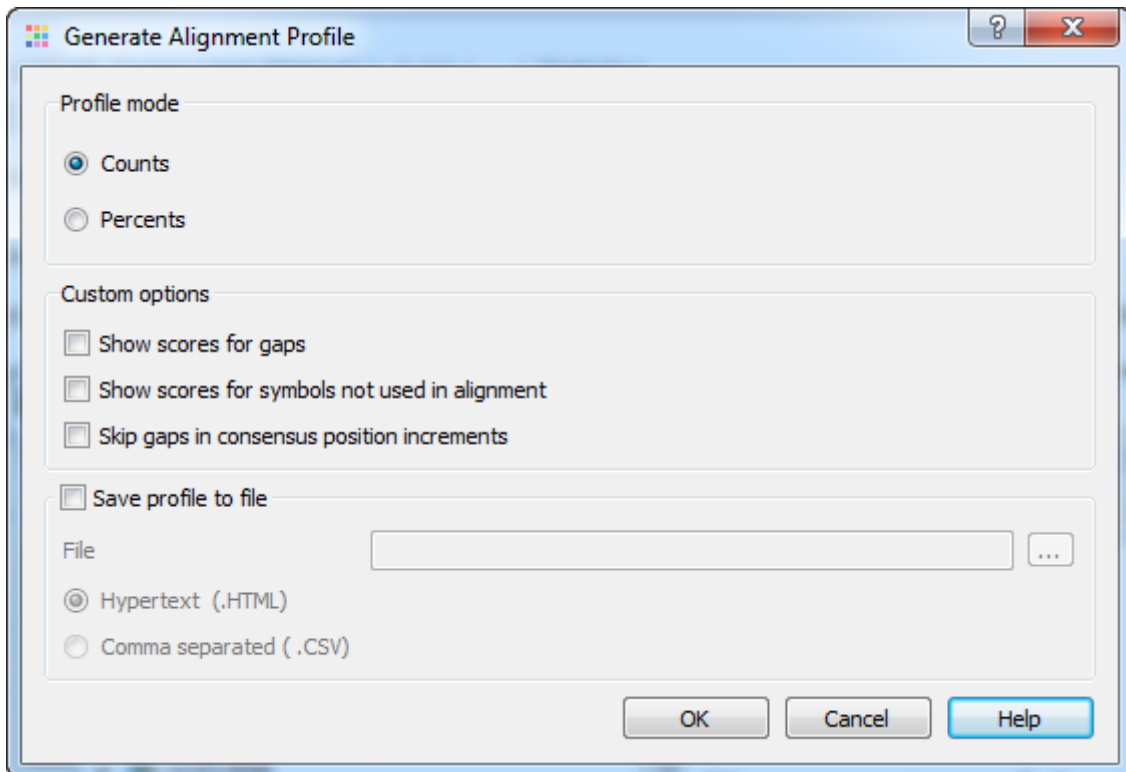 Generate Alignment Profile
?
Profile mode
Counts
Percents
Custom options
Show scores for gaps
Show scores for symbols not used in alignment
Skip gaps in consensus position increments
Save profile to file
File
...
Hypertext (.HTML)
Comma separated ( .CSV)
OK Cancel Help